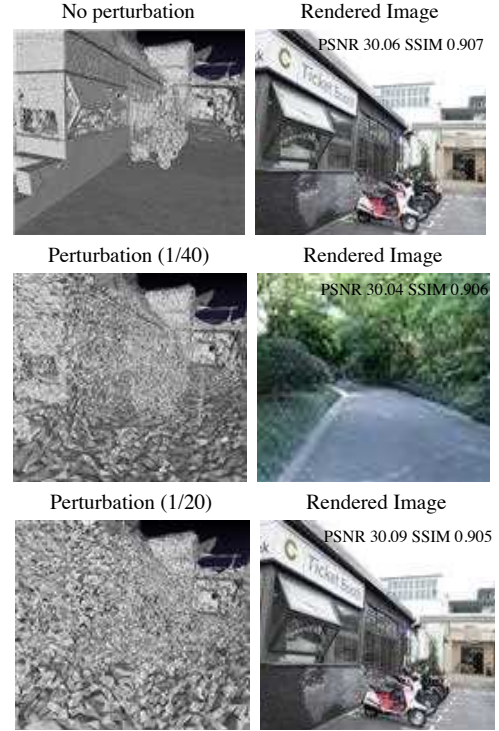 No perturbation Rendered Image
PSNR 30.06 SSIM 0.907
C Ticket Booth
Perturbation (1/40) Rendered Image
PSNR 30.04 SSIM 0.906
Perturbation (1/20) Rendered Image
PSNR 30.09 SSIM 0.905
C Ticket Booth